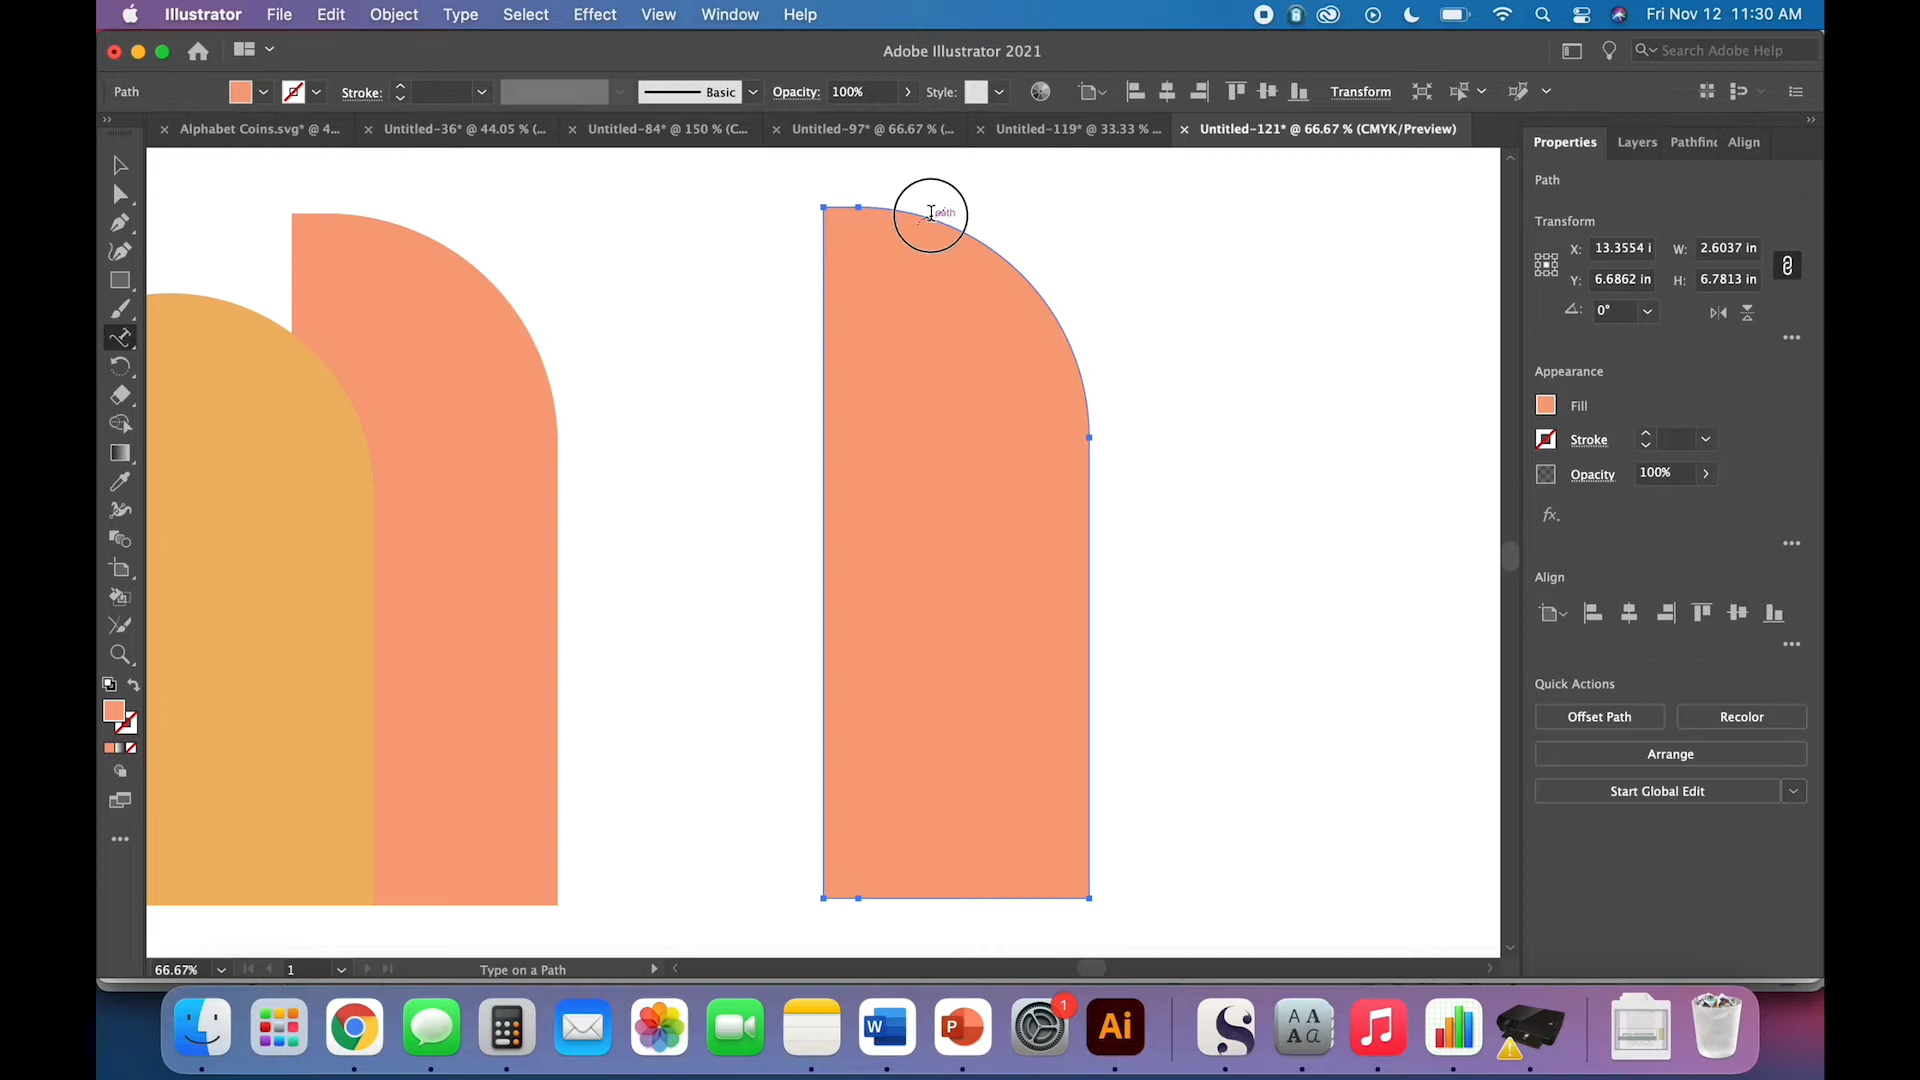 Illustrator File Edit Object Type Select Effect View Window Help Fri Nov 12 11:30 AM
Adobe Illustrator 2021 Search Adobe Help
Path Stroke: Basic Opacity: 100% Style: Transform
Alphabet Coins.svg* @ 4... Untitled-36* @ 44.05 % (... Untitled-84* @ 150 % (C... Untitled-97* @ 66.67 % (... Untitled-119* @ 33.33 % ... Untitled-121* @ 66.67 % (CMYK/Preview)
Properties Layers Pathfinc Align
Path
Transform
X: 13.3554 i W: 2.6037 in
Y: 6.6862 in H: 6.7813 in
0°
Appearance
Fill
Stroke
Opacity 100%
fx.
Align
Quick Actions
Offset Path Recolor
Arrange
Start Global Edit
path
66.67% 1 Type on a Path
1
W P Ai
A A
A a